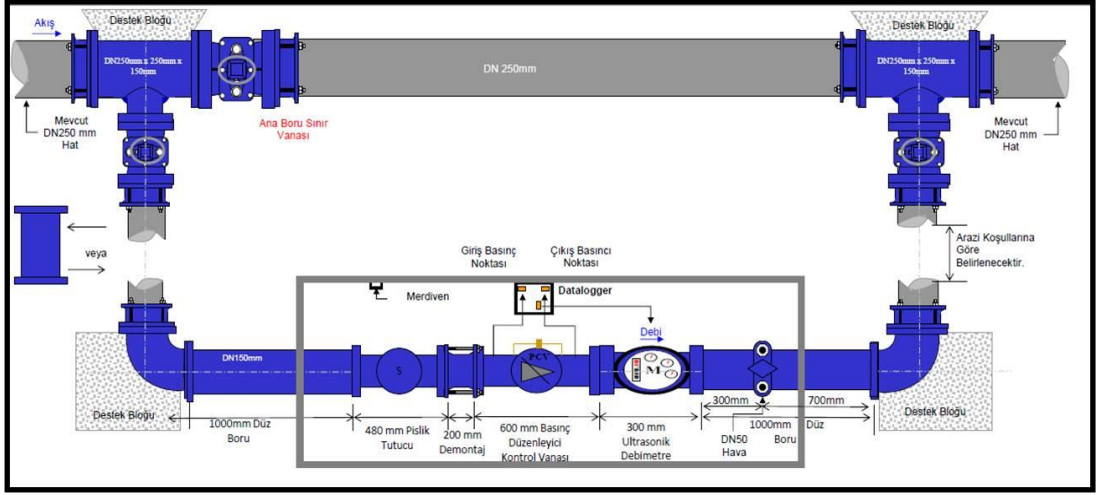 Akış
Destek Bloğu
Destek Bloğu
DN250mm x 250mm x
150mm
DN 250mm
DN250mm x 250mm x
150mm
Mevcut
DN250 mm
Hat
Ana Boru Sınır
Vanası
Mevcut
DN250 mm
Hat
veya
Giriş Basınç
Noktası
Çıkış Basıncı
Noktası
Arazi Koşullarına
Göre
Belirlenecektir.
Merdiven
Datalogger
Debi
DN150mm
S
PCV
M
Destek Bloğu
1000mm Düz
Boru
480 mm Pislik
Tutucu
200 mm
Demontaj
600 mm Basınç
Düzenleyici
Kontrol Vanası
300 mm
Ultrasonik
Debimetre
300mm
700mm
DN50
Hava
1000mm Düz
Boru
Destek Bloğu